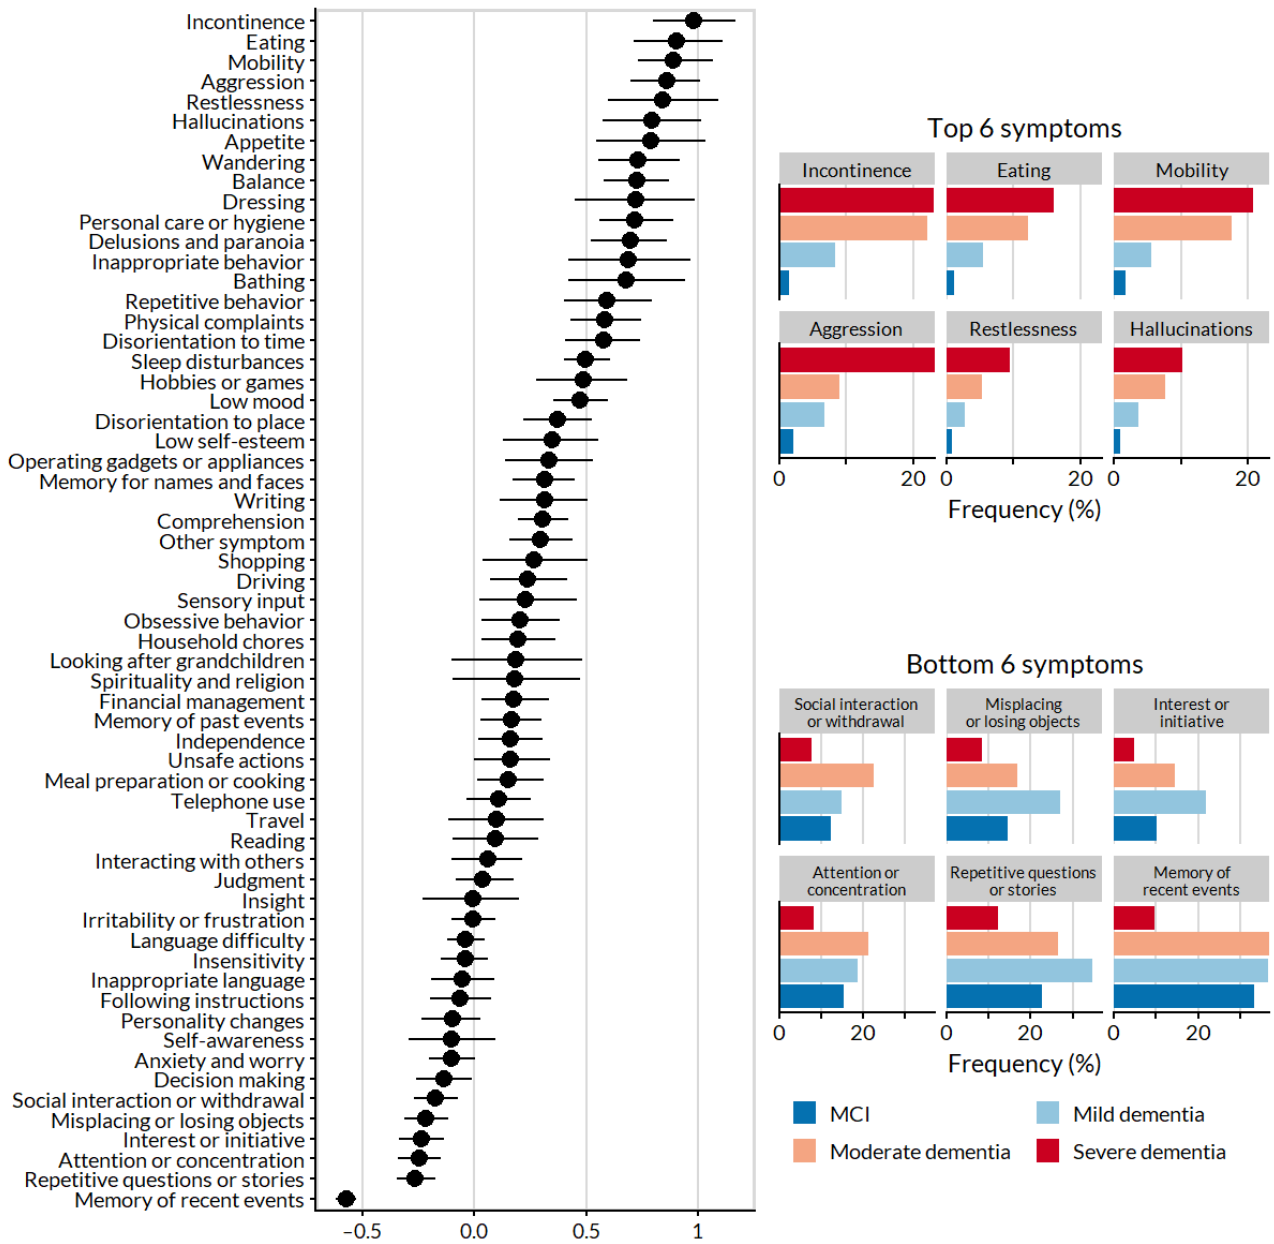 Incontinence
Eating
Mobility
Aggression
Restlessness
Hallucinations
Appetite
Wandering
Balance
Dressing
Personal care or hygiene
Delusions and paranoia
Inappropriate behavior
Bathing
Repetitive behavior
Physical complaints
Disorientation to time
Sleep disturbances
Hobbies or games
Low mood
Disorientation to place
Low self-esteem
Operating gadgets or appliances
Memory for names and faces
Writing
Comprehension
Other symptom
Shopping
Driving
Sensory input
Obsessive behavior
Household chores
Looking after grandchildren
Spirituality and religion
Financial management
Memory of past events
Independence
Unsafe actions
Meal preparation or cooking
Telephone use
Travel
Reading
Interacting with others
Judgment
Insight
Irritability or frustration
Language difficulty
Insensitivity
Inappropriate language
Following instructions
Personality changes
Self-awareness
Anxiety and worry
Decision making
Social interaction or withdrawal
Misplacing or losing objects
Interest or initiative
Attention or concentration
Repetitive questions or stories
Memory of recent events
−0.5 0.0 0.5 1
Top 6 symptoms
Incontinence Eating Mobility
Aggression Restlessness Hallucinations
0 20 0 20 0 20
Frequency (%)
Bottom 6 symptoms
Social interaction
or withdrawal
Misplacing
or losing objects
Interest or
initiative
Attention or
concentration
Repetitive questions
or stories
Memory of
recent events
0 20 0 20 0 20
Frequency (%)
MCI Mild dementia
Moderate dementia Severe dementia